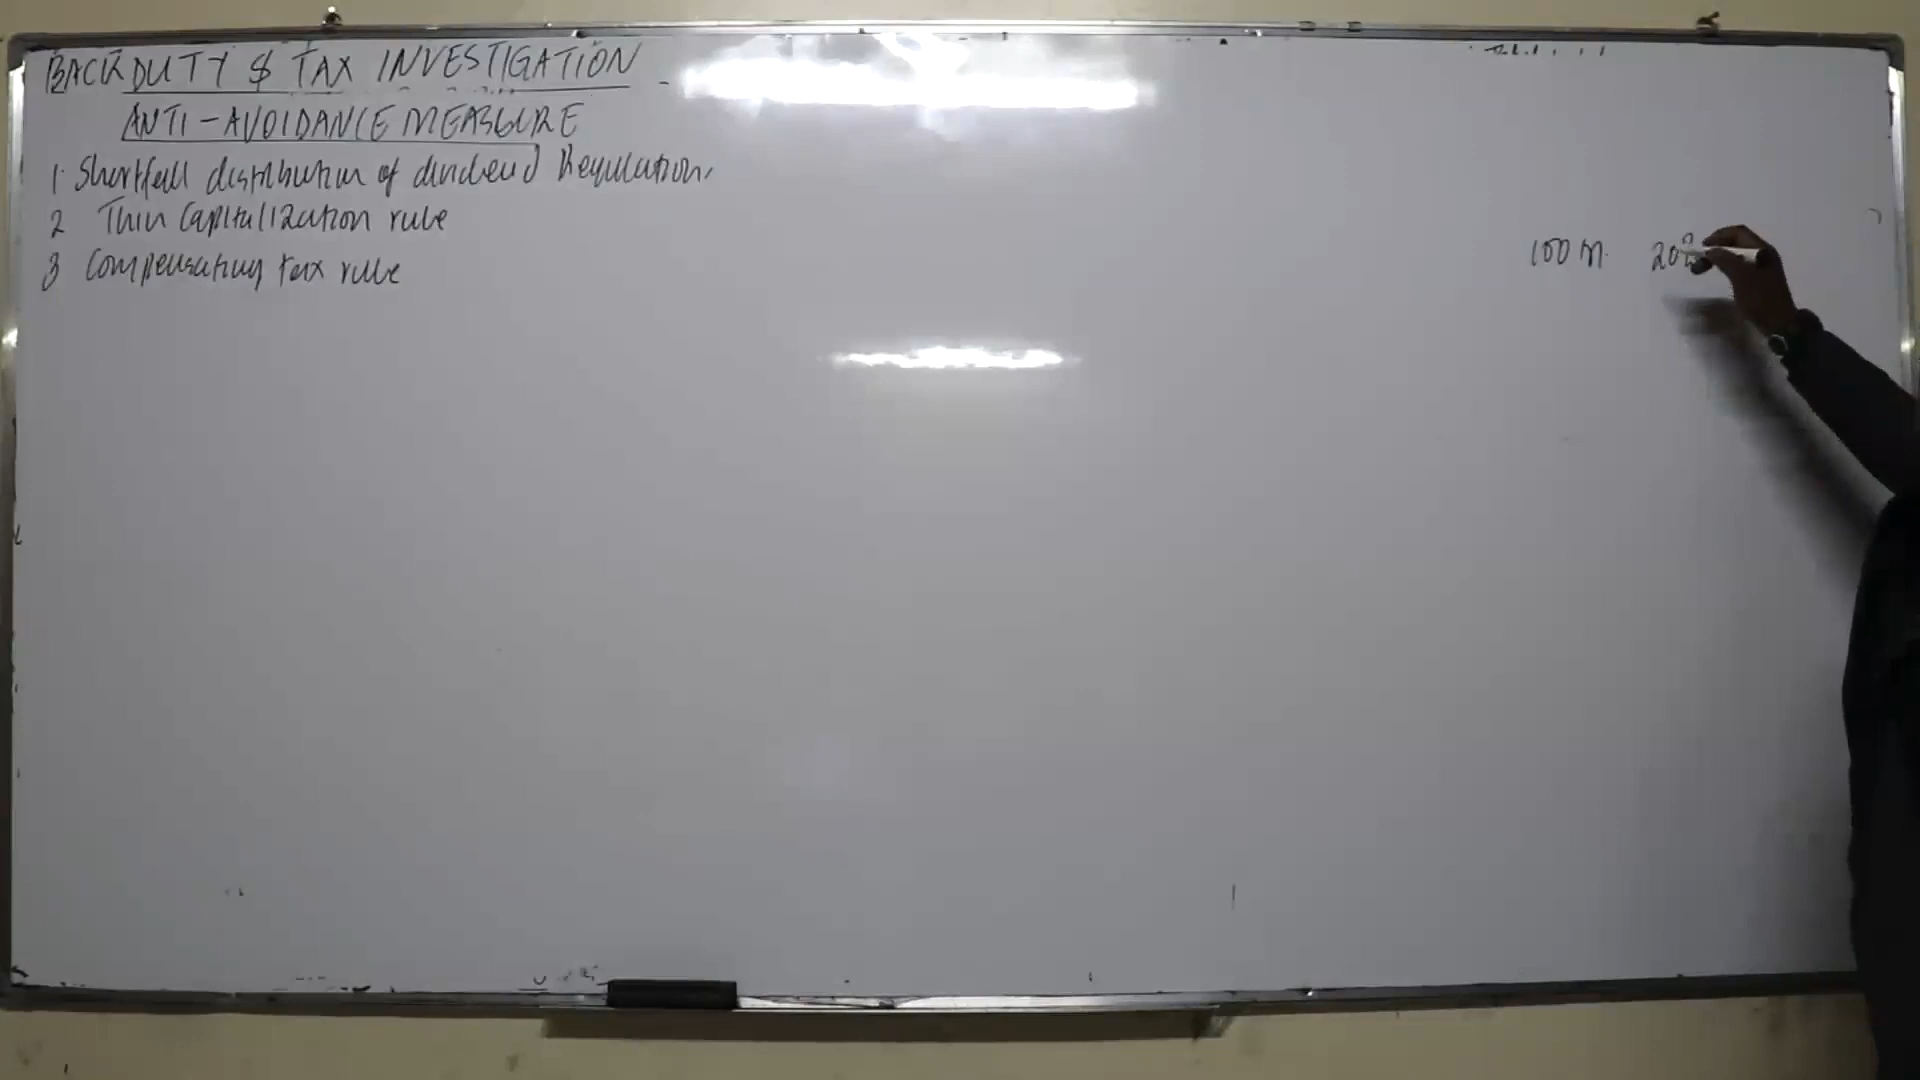 BACK DUTY & TAX INVESTIGATION
ANTI-AVOIDANCE MEASURE
1. Shortfall distribution of dividend Regulation,
2 Thin Capitalization rule
3 Compensating tax rule
100 m.